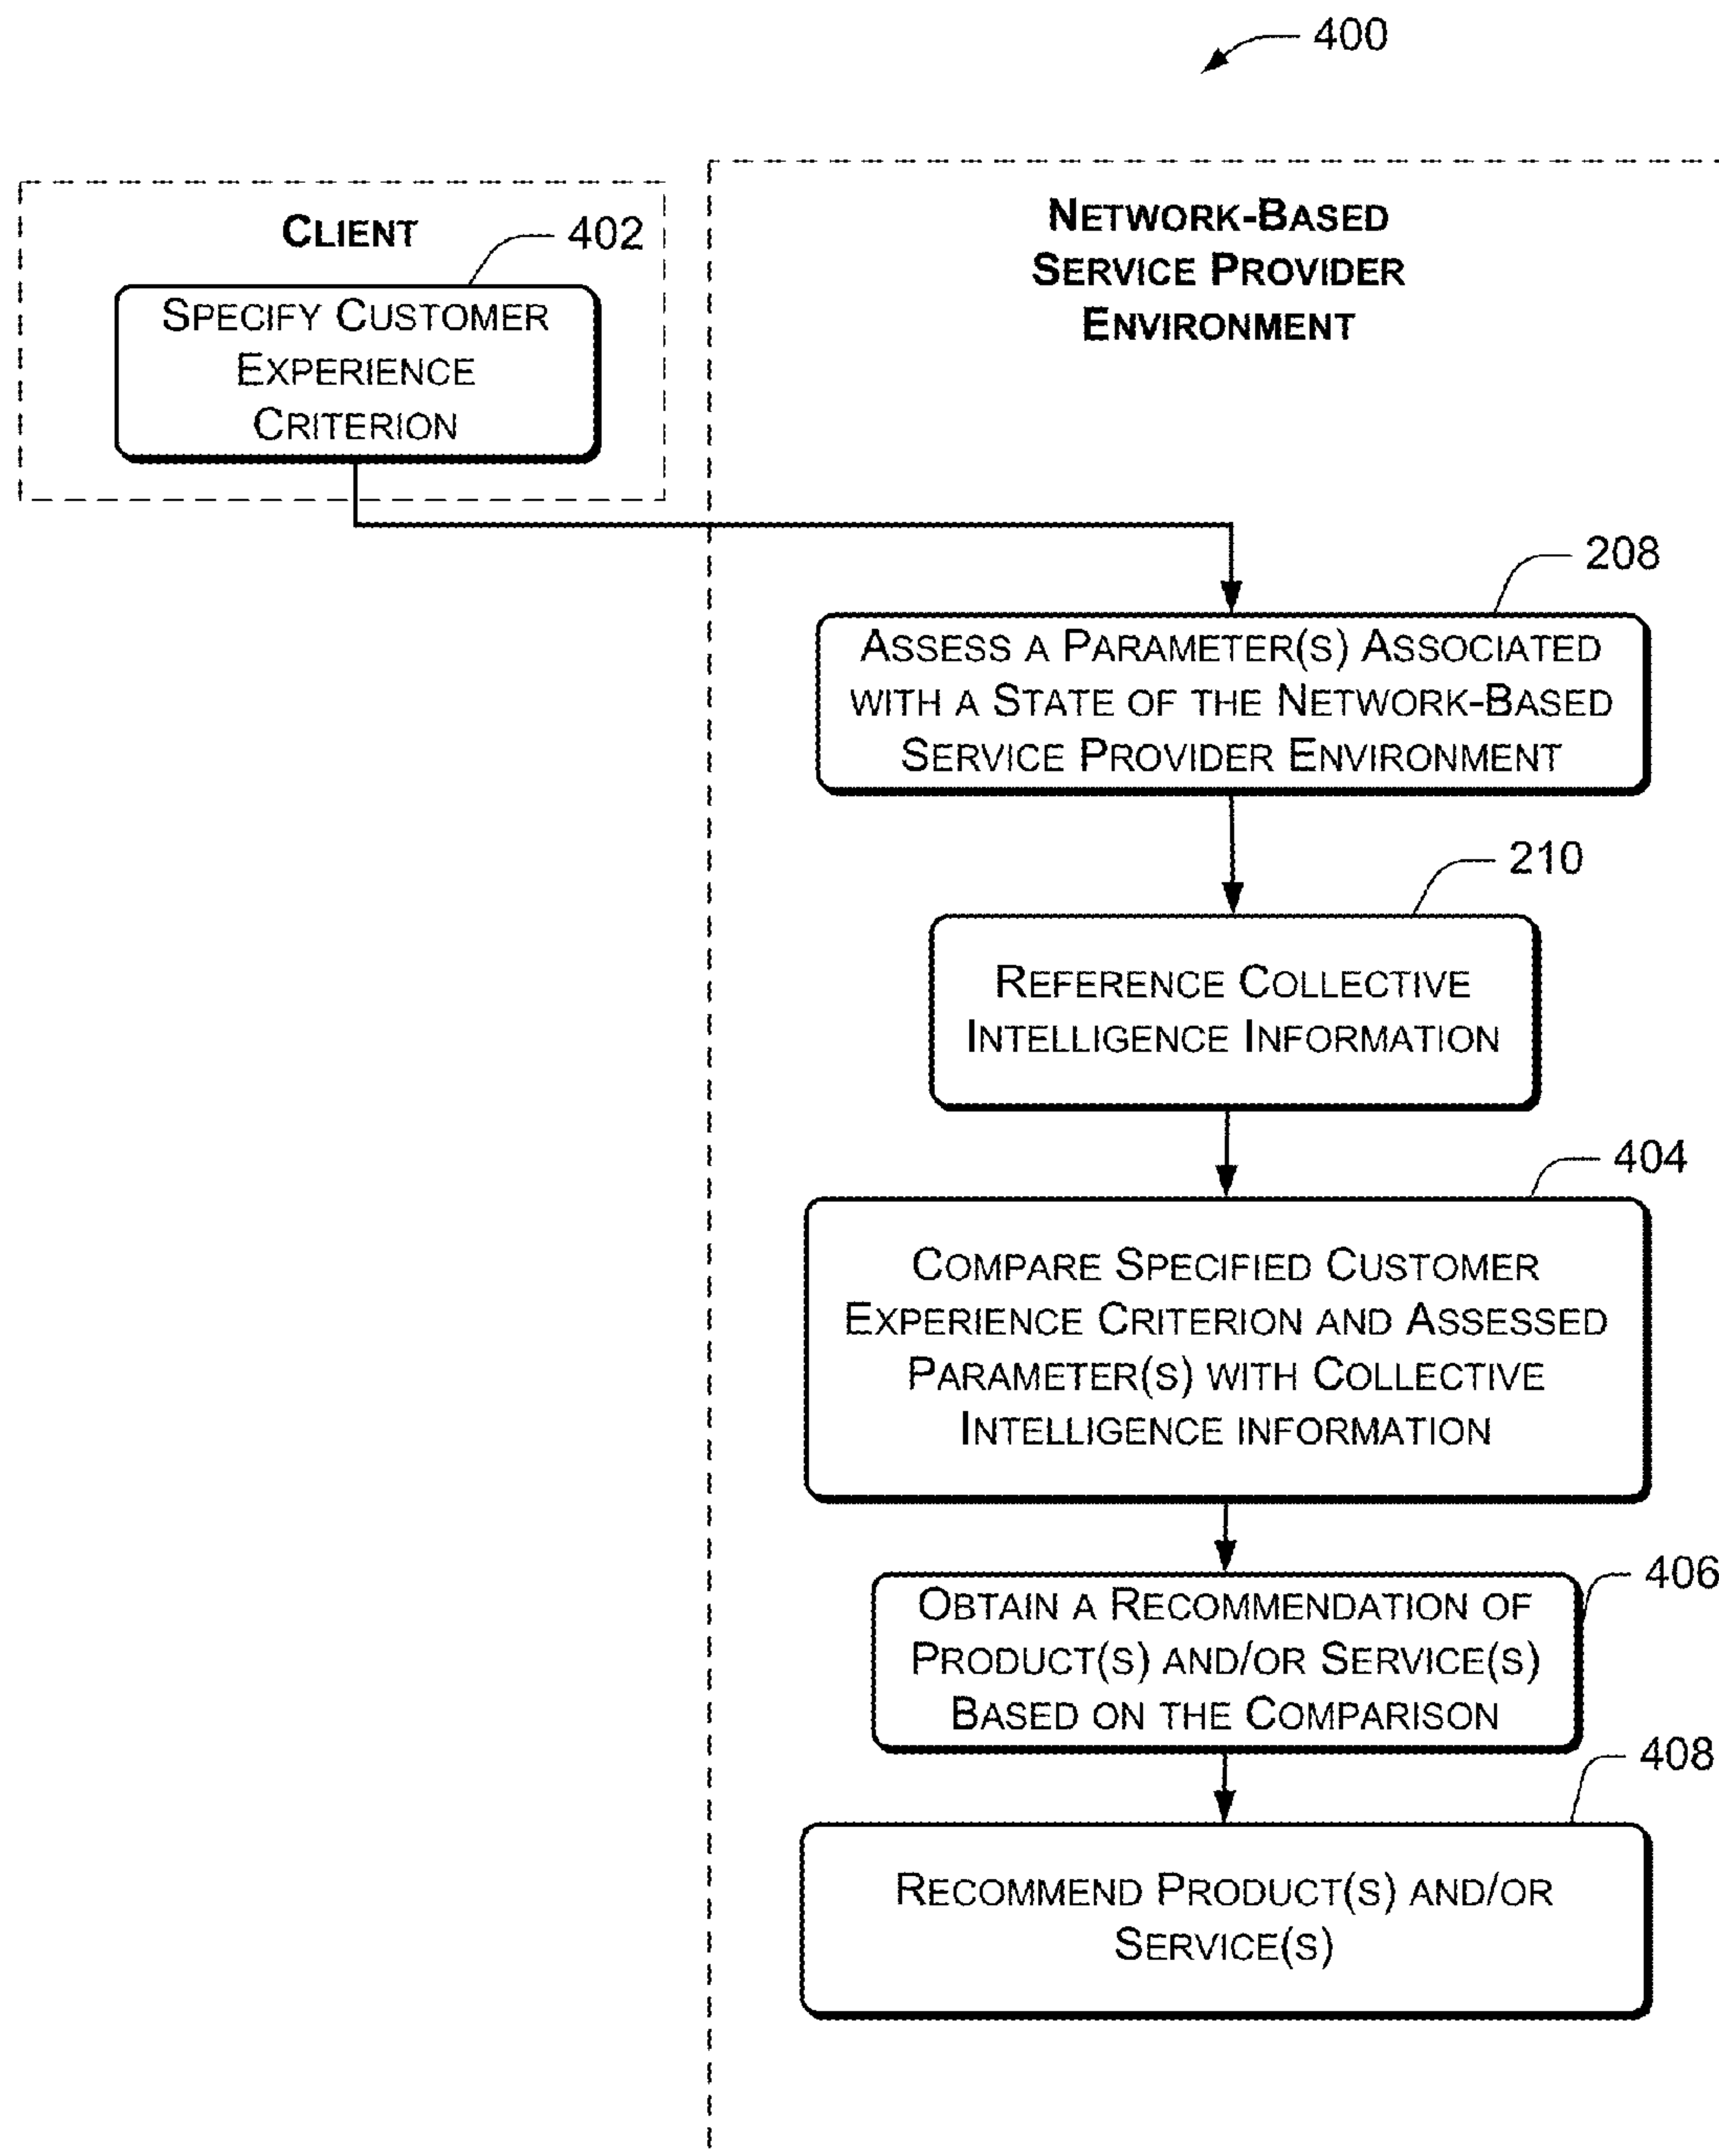 400
CLIENT
402
SPECIFY CUSTOMER
EXPERIENCE
CRITERION
NETWORK-BASED
SERVICE PROVIDER
ENVIRONMENT
208
ASSESS A PARAMETER(S) ASSOCIATED
WITH A STATE OF THE NETWORK-BASED
SERVICE PROVIDER ENVIRONMENT
210
REFERENCE COLLECTIVE
INTELLIGENCE INFORMATION
404
COMPARE SPECIFIED CUSTOMER
EXPERIENCE CRITERION AND ASSESSED
PARAMETER(S) WITH COLLECTIVE
INTELLIGENCE INFORMATION
406
OBTAIN A RECOMMENDATION OF
PRODUCT(S) AND/OR SERVICE(S)
BASED ON THE COMPARISON
408
RECOMMEND PRODUCT(S) AND/OR
SERVICE(S)